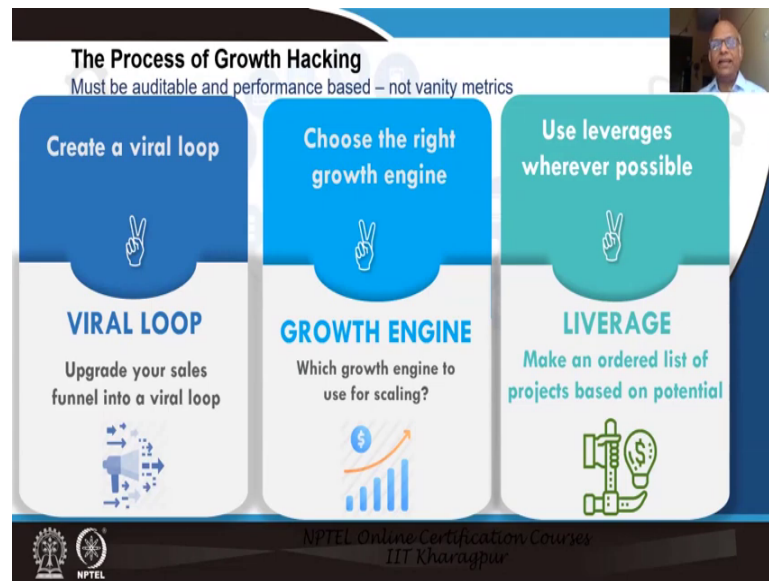 The Process of Growth Hacking
Must be auditable and performance based – not vanity metrics
Create a viral loop
VIRAL LOOP
Upgrade your sales
funnel into a viral loop
Choose the right
growth engine
GROWTH ENGINE
Which growth engine to
use for scaling?
$
Use leverages
wherever possible
LIVERAGE
Make an ordered list of
projects based on potential
$
NPTEL
NPTEL Online Certification Courses
IIT Kharagpur